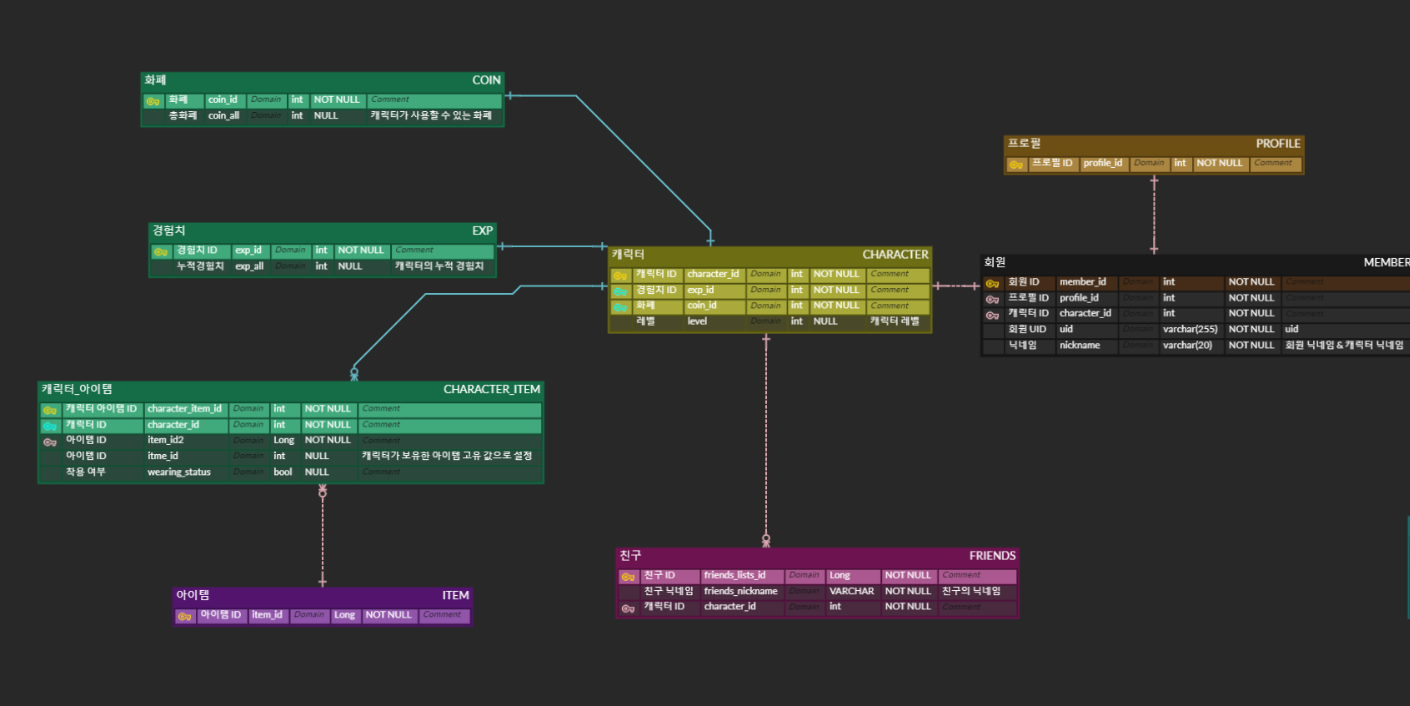 화폐 COIN
화폐 coin_id Domain int NOT NULL Comment
총화폐 coin_all Domain int NULL 캐릭터가 사용할 수 있는 화폐
프로필 PROFILE
프로필 ID profile_id Domain int NOT NULL Comment
경험치 EXP
경험치 ID exp_id Domain int NOT NULL Comment
누적경험치 exp_all Domain int NULL 캐릭터의 누적 경험치
캐릭터 CHARACTER
캐릭터 ID character_id Domain int NOT NULL Comment
경험치 ID exp_id Domain int NOT NULL Comment
화폐 coin_id Domain int NOT NULL Comment
레벨 level Domain int NULL 캐릭터 레벨
회원 MEMBER
회원 ID member_id Domain int NOT NULL Comment
프로필 ID profile_id Domain int NOT NULL Comment
캐릭터 ID character_id Domain int NOT NULL Comment
회원 UID uid Domain varchar(255) NOT NULL uid
닉네임 nickname Domain varchar(20) NOT NULL 회원 닉네임 & 캐릭터 닉네임
캐릭터_아이템 CHARACTER_ITEM
캐릭터 아이템 ID character_item_id Domain int NOT NULL Comment
캐릭터 ID character_id Domain int NOT NULL Comment
아이템 ID item_id2 Domain Long NOT NULL Comment
아이템 ID itme_id Domain int NULL 캐릭터가 보유한 아이템 고유 값으로 설정
착용 여부 wearing_status Domain bool NULL Comment
친구 FRIENDS
친구 ID friends_lists_id Domain Long NOT NULL Comment
친구 닉네임 friends_nickname Domain VARCHAR NOT NULL 친구의 닉네임
캐릭터 ID character_id Domain int NOT NULL Comment
아이템 ITEM
아이템 ID item_id Domain Long NOT NULL Comment